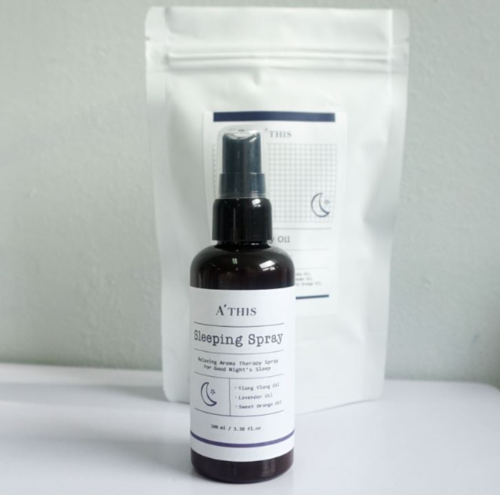 A'THIS
y Oil
A'THIS
Sleeping Spray
Relaxing Aroma Therapy Spray
for Good Night's Sleep
· Ylang Ylang Oil
· Lavender Oil
· Sweet Orange Oil
100 ml / 3.38 fl.oz